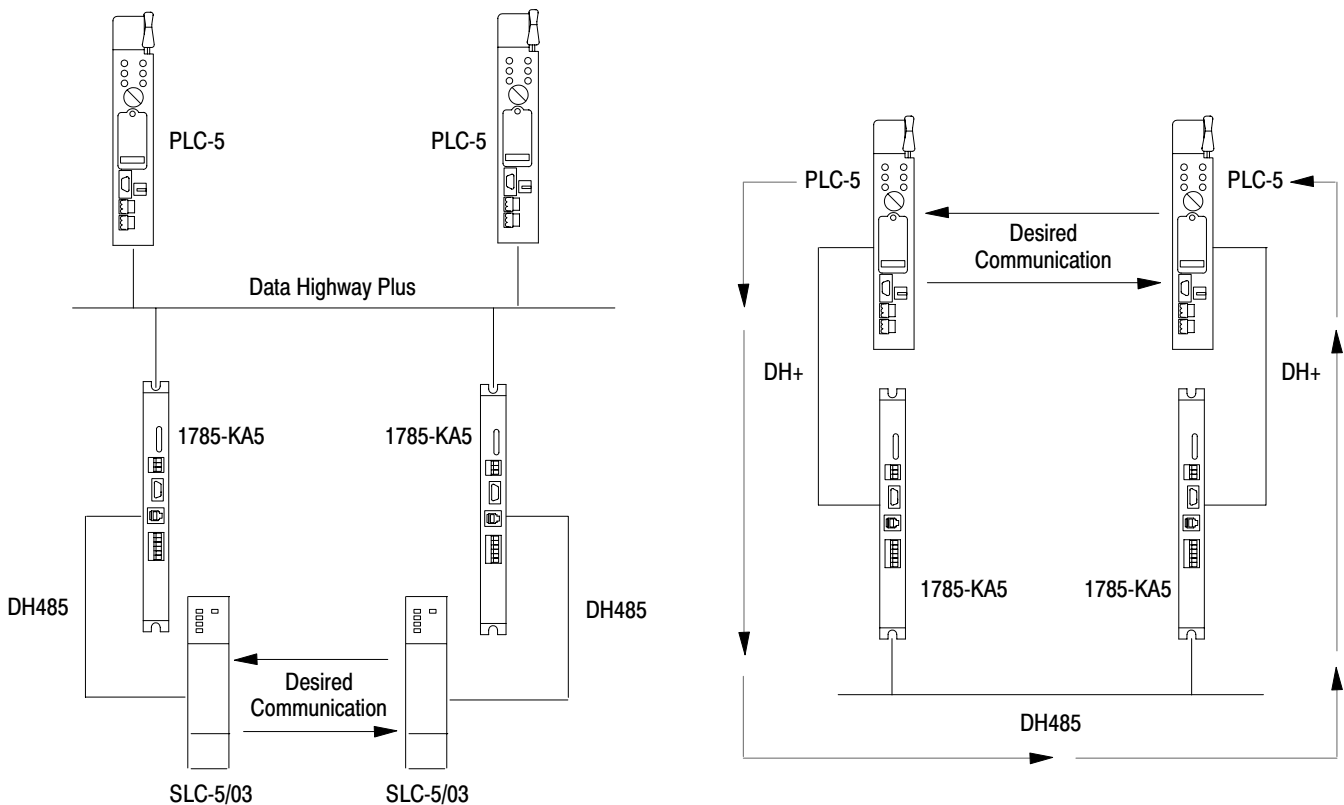 PLC-5
PLC-5
Data Highway Plus
1785-KA5
1785-KA5
DH485
DH485
Desired
Communication
SLC-5/03
SLC-5/03
PLC-5
PLC-5
Desired
Communication
DH+
DH+
1785-KA5
1785-KA5
DH485